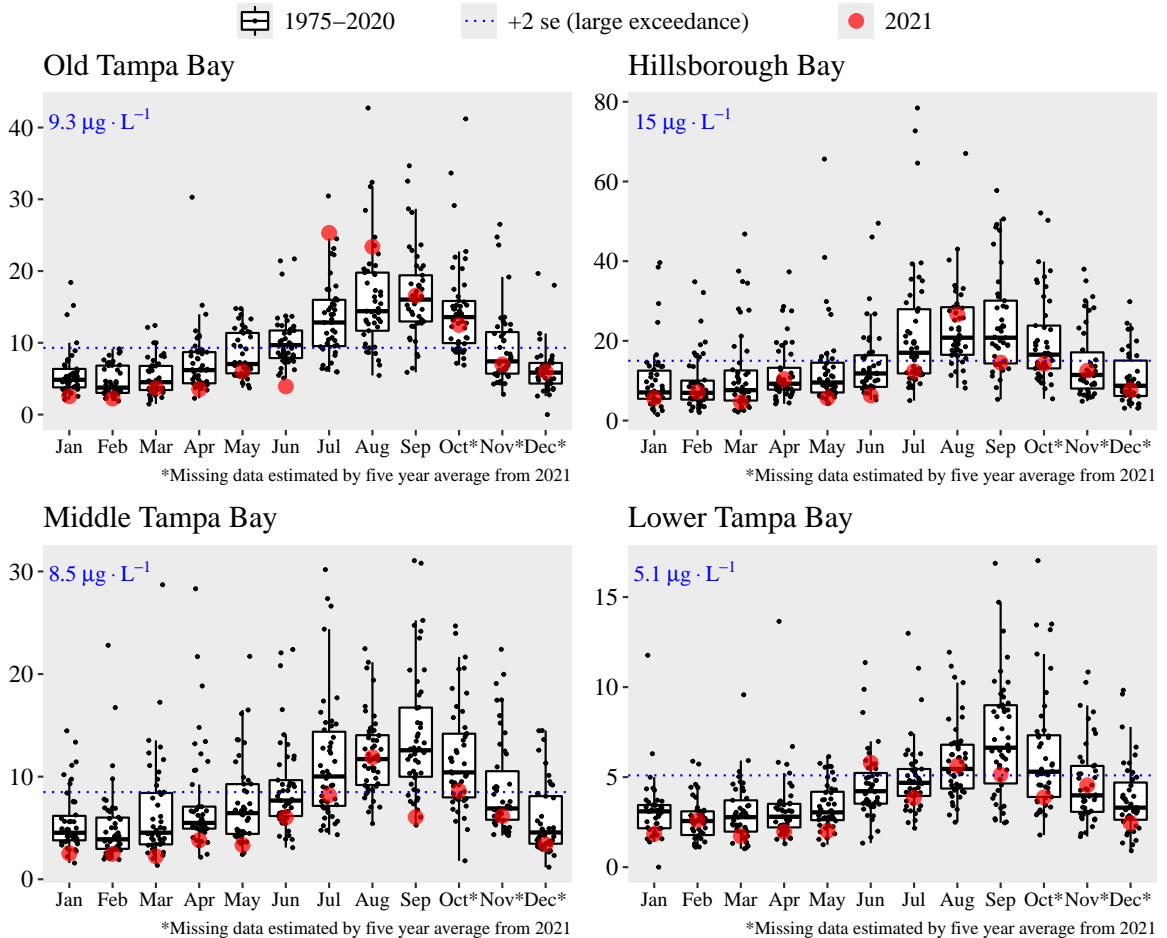 1975−2020 +2 se (large exceedance) 2021
Old Tampa Bay
9.3 μg · L⁻¹
40
30
20
10
0
Jan Feb Mar Apr May Jun Jul Aug Sep Oct* Nov* Dec*
*Missing data estimated by five year average from 2021
Hillsborough Bay
15 μg · L⁻¹
80
60
40
20
0
Jan Feb Mar Apr May Jun Jul Aug Sep Oct* Nov* Dec*
*Missing data estimated by five year average from 2021
Middle Tampa Bay
8.5 μg · L⁻¹
30
20
10
0
Jan Feb Mar Apr May Jun Jul Aug Sep Oct* Nov* Dec*
*Missing data estimated by five year average from 2021
Lower Tampa Bay
5.1 μg · L⁻¹
15
10
5
0
Jan Feb Mar Apr May Jun Jul Aug Sep Oct* Nov* Dec*
*Missing data estimated by five year average from 2021